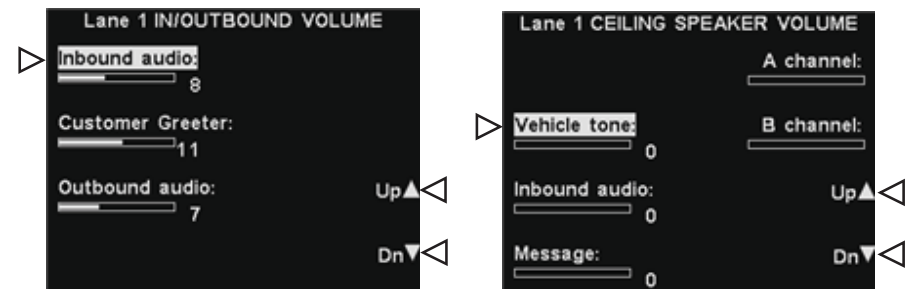 Lane 1 IN/OUTBOUND VOLUME
Inbound audio:
8
Customer Greeter:
11
Outbound audio:
7
Up▲
Dn▼
Lane 1 CEILING SPEAKER VOLUME
A channel:
Vehicle tone:
0
B channel:
Inbound audio:
0
Up▲
Message:
0
Dn▼